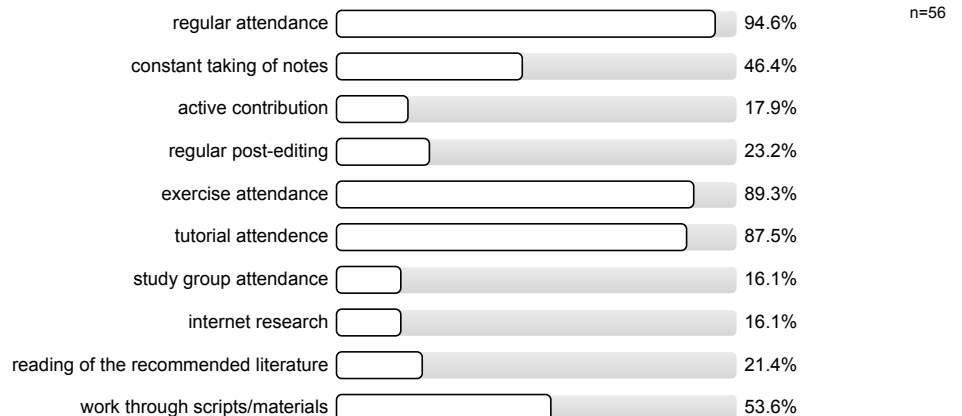 n=56
regular attendance 94.6%
constant taking of notes 46.4%
active contribution 17.9%
regular post-editing 23.2%
exercise attendance 89.3%
tutorial attendence 87.5%
study group attendance 16.1%
internet research 16.1%
reading of the recommended literature 21.4%
work through scripts/materials 53.6%